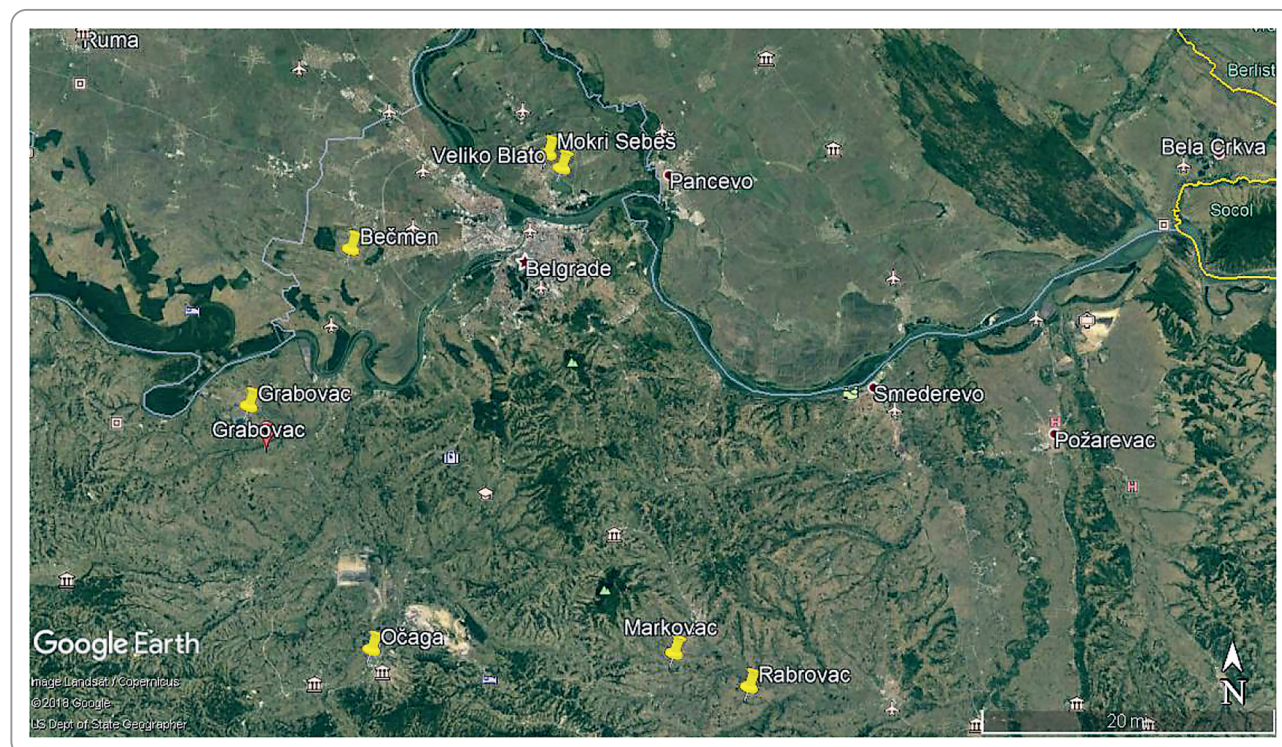 Ruma
Berlist
Mokri Sebeš
Veliko Blato
Bela Crkva
Pancevo
Socol
Bečmen
Belgrade
Grabovac
Smederevo
Grabovac
Požarevac
Markovac
Očaga
Google Earth
Rabrovac
Image Landsat / Copernicus
©2018 Google
US Dept of State Geographer
N
20 mi